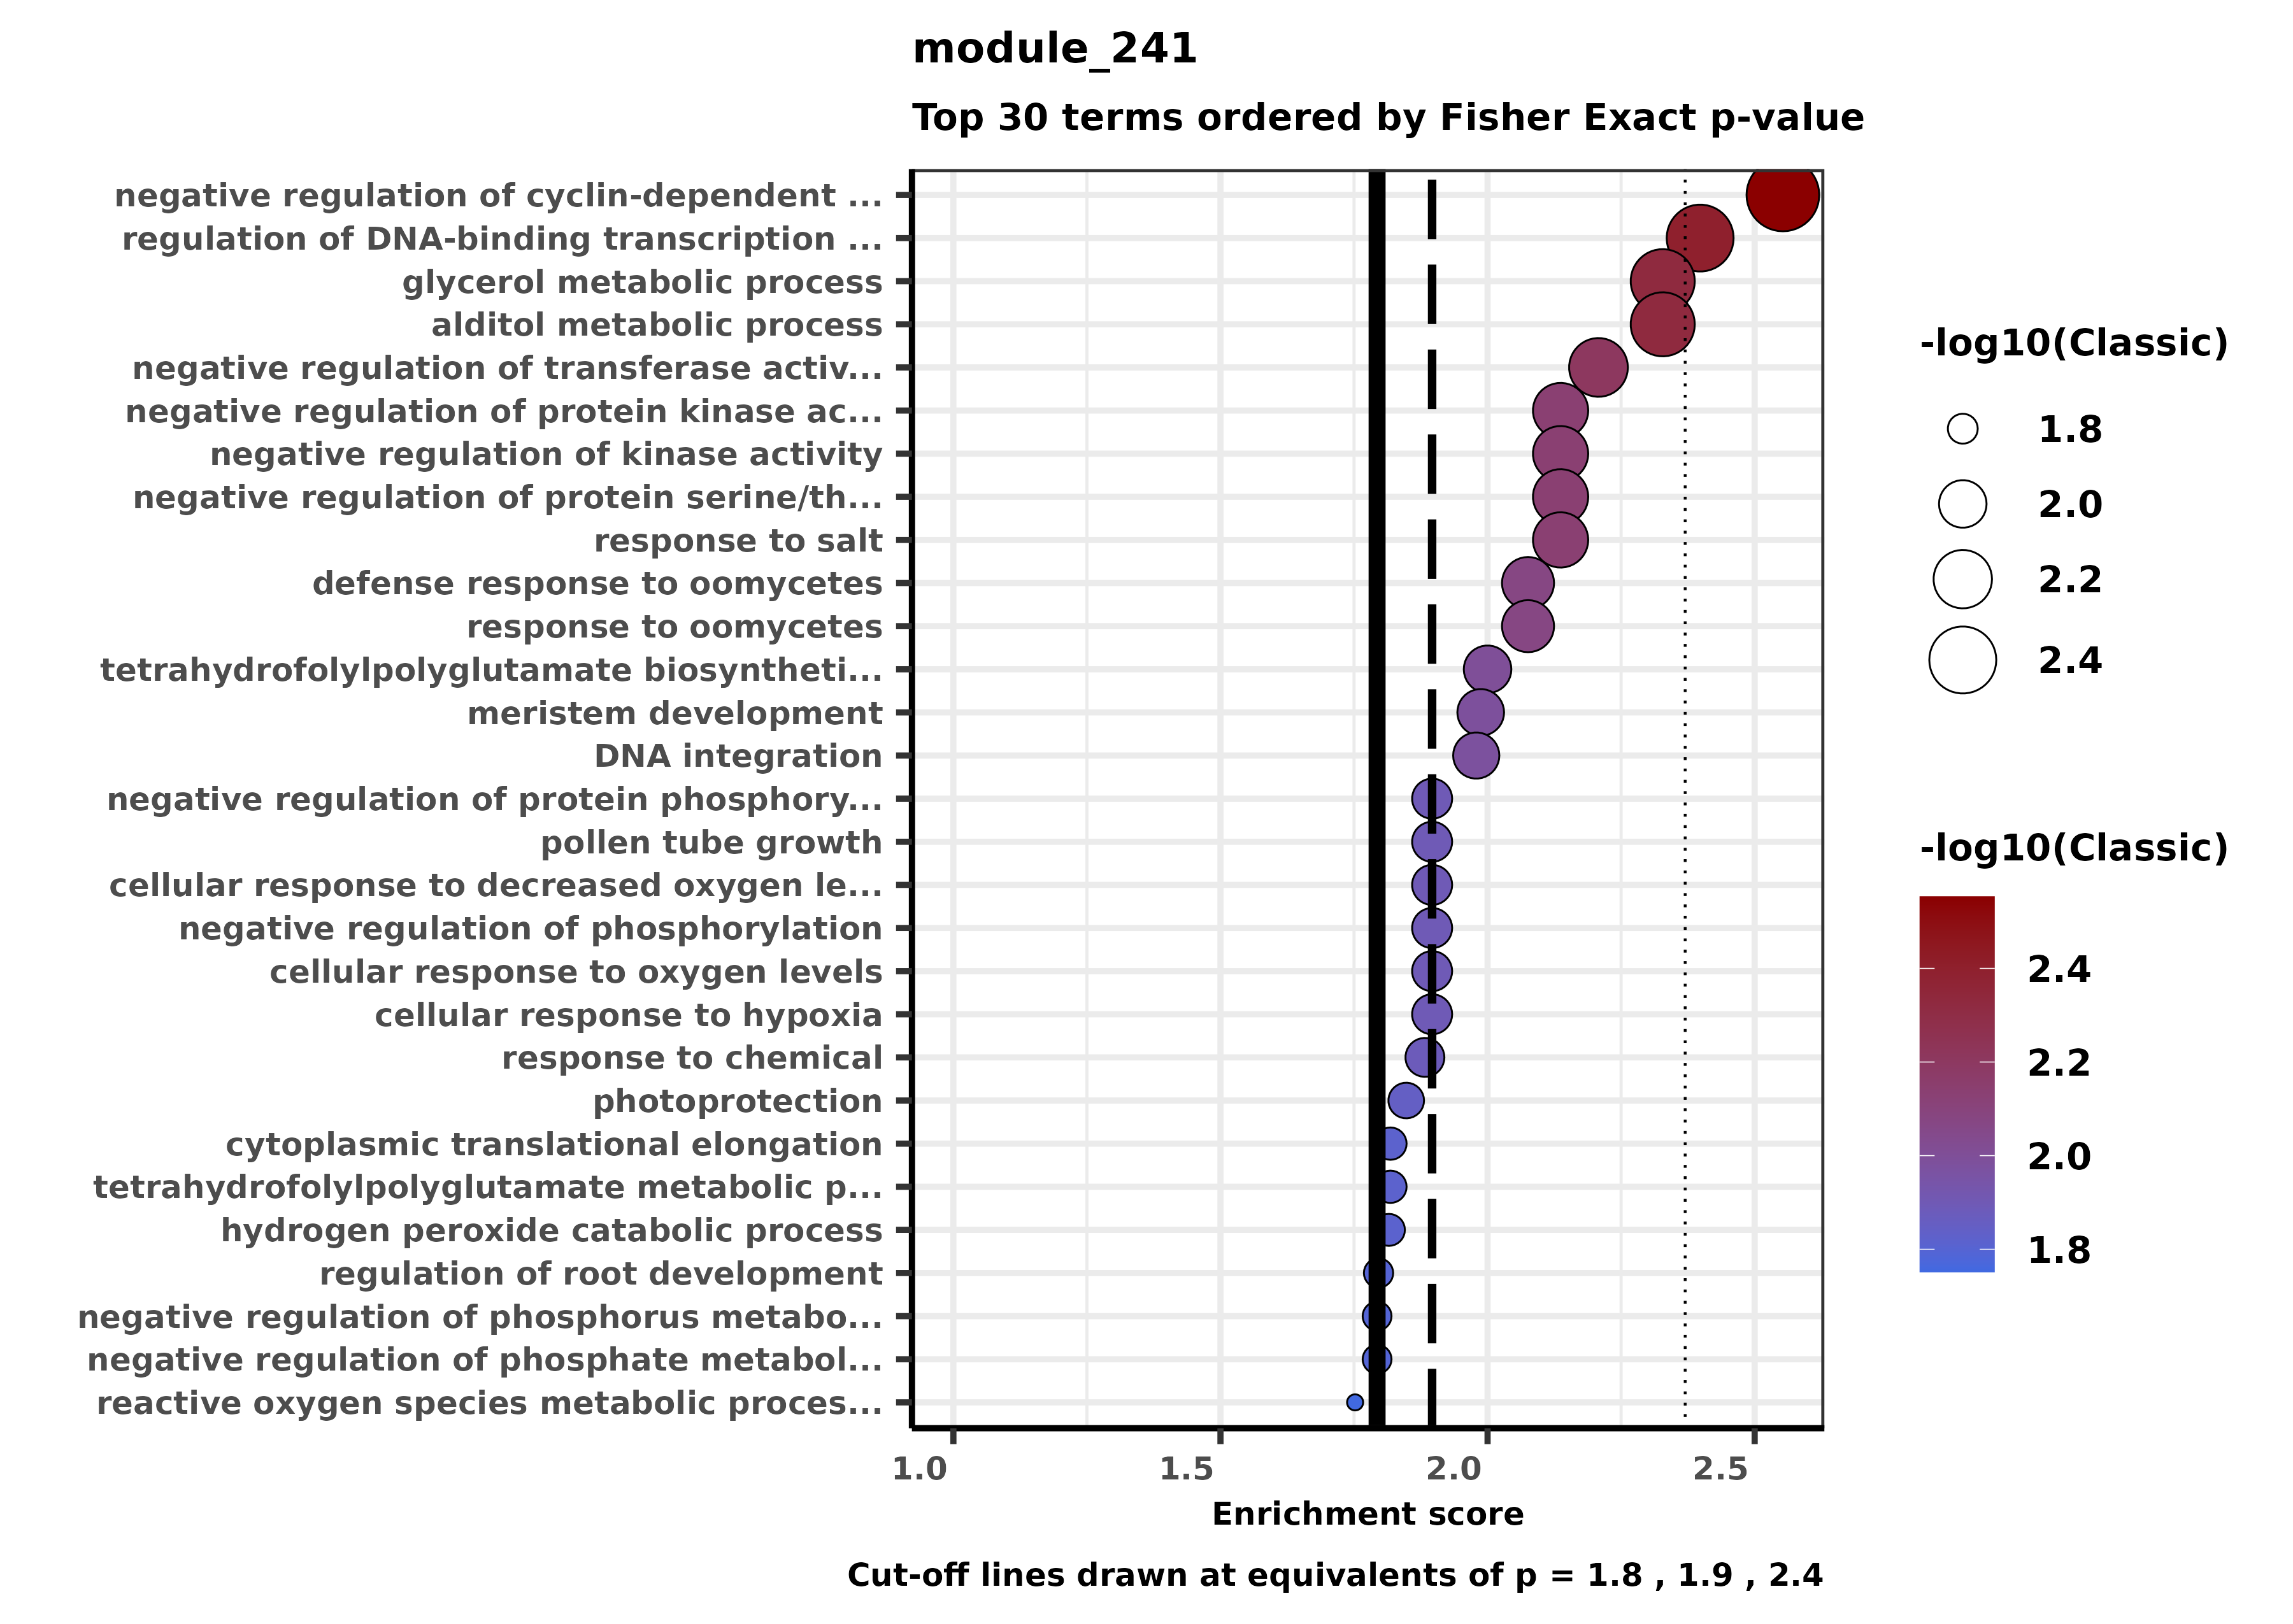 module_241
Top 30 terms ordered by Fisher Exact p-value
negative regulation of cyclin-dependent ...
regulation of DNA-binding transcription ...
glycerol metabolic process
alditol metabolic process
negative regulation of transferase activ...
negative regulation of protein kinase ac...
negative regulation of kinase activity
negative regulation of protein serine/th...
response to salt
defense response to oomycetes
response to oomycetes
tetrahydrofolylpolyglutamate biosyntheti...
meristem development
DNA integration
negative regulation of protein phosphory...
pollen tube growth
cellular response to decreased oxygen le...
negative regulation of phosphorylation
cellular response to oxygen levels
cellular response to hypoxia
response to chemical
photoprotection
cytoplasmic translational elongation
tetrahydrofolylpolyglutamate metabolic p...
hydrogen peroxide catabolic process
regulation of root development
negative regulation of phosphorus metabo...
negative regulation of phosphate metabol...
reactive oxygen species metabolic proces...
1.0 1.5 2.0 2.5
Enrichment score
Cut-off lines drawn at equivalents of p = 1.8 , 1.9 , 2.4
-log10(Classic)
1.8
2.0
2.2
2.4
-log10(Classic)
2.4
2.2
2.0
1.8